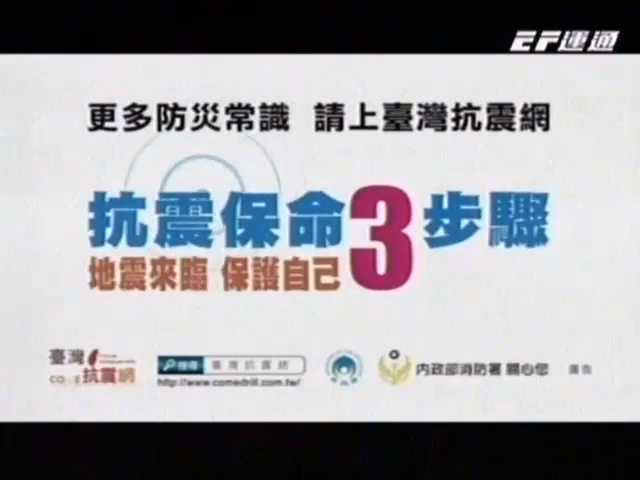 EF運通
更多防災常識 請上臺灣抗震網
抗震保命3步驟
地震來臨 保護自己
臺灣
抗震網
搜尋 臺灣抗震網
http://www.comedrill.com.tw/
內政部消防署 關心您
廣告